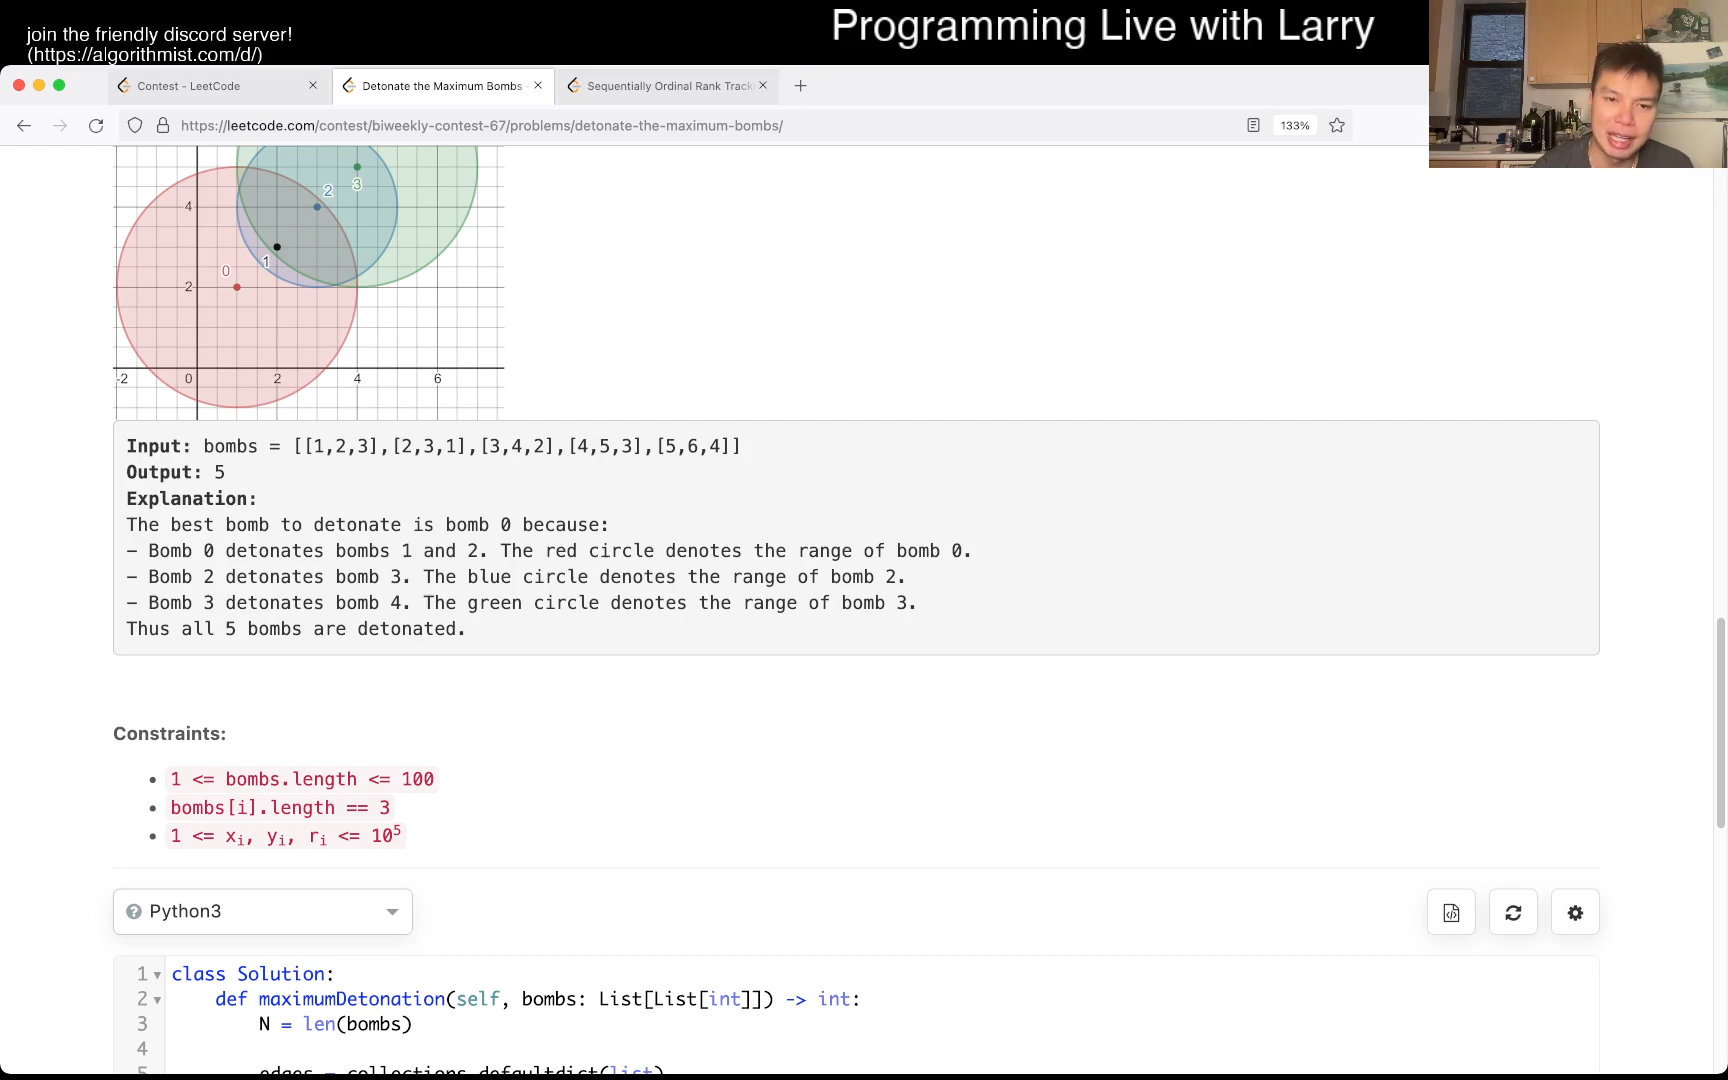 join the friendly discord server!
(https://algorithmist.com/d/)
Programming Live with Larry
Contest - LeetCode
Detonate the Maximum Bombs -
Sequentially Ordinal Rank Track
https://leetcode.com/contest/biweekly-contest-67/problems/detonate-the-maximum-bombs/
133%
3
2
4
1
0
2
-2 0 2 4 6
Input: bombs = [[1,2,3],[2,3,1],[3,4,2],[4,5,3],[5,6,4]]
Output: 5
Explanation:
The best bomb to detonate is bomb 0 because:
- Bomb 0 detonates bombs 1 and 2. The red circle denotes the range of bomb 0.
- Bomb 2 detonates bomb 3. The blue circle denotes the range of bomb 2.
- Bomb 3 detonates bomb 4. The green circle denotes the range of bomb 3.
Thus all 5 bombs are detonated.
Constraints:
• 1 <= bombs.length <= 100
• bombs[i].length == 3
• 1 <= xi, yi, ri <= 10^5
Python3
1 class Solution:
2 def maximumDetonation(self, bombs: List[List[int]]) -> int:
3 N = len(bombs)
4
5 edges = collections.defaultdict(list)